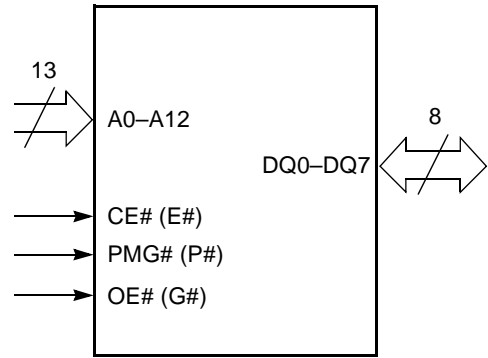 13
A0–A12
8
DQ0–DQ7
CE# (E#)
PMG# (P#)
OE# (G#)